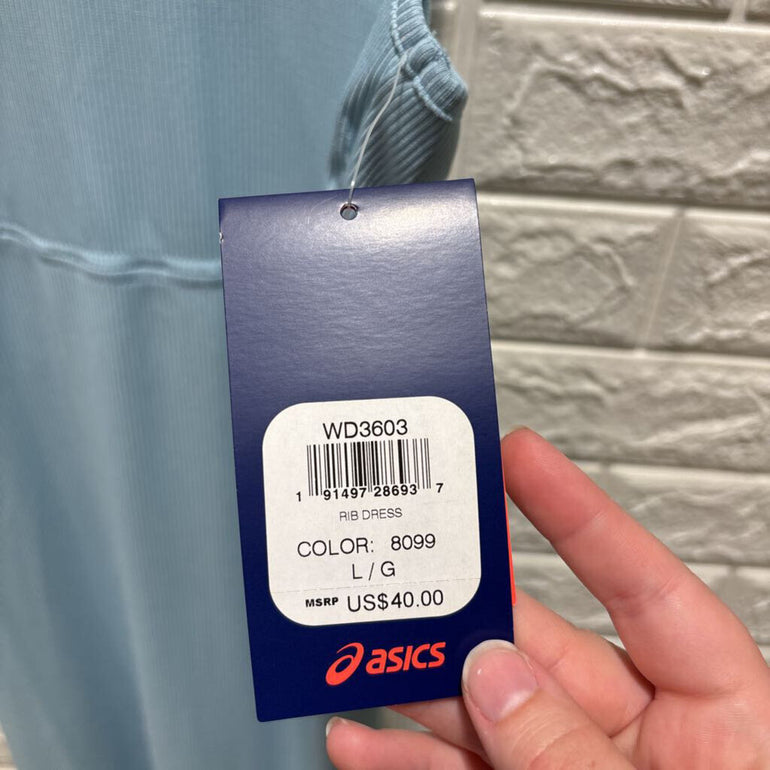 WD3603
1 91497 28693 7
RIB DRESS
COLOR: 8099
L / G
MSRP US$40.00
asics